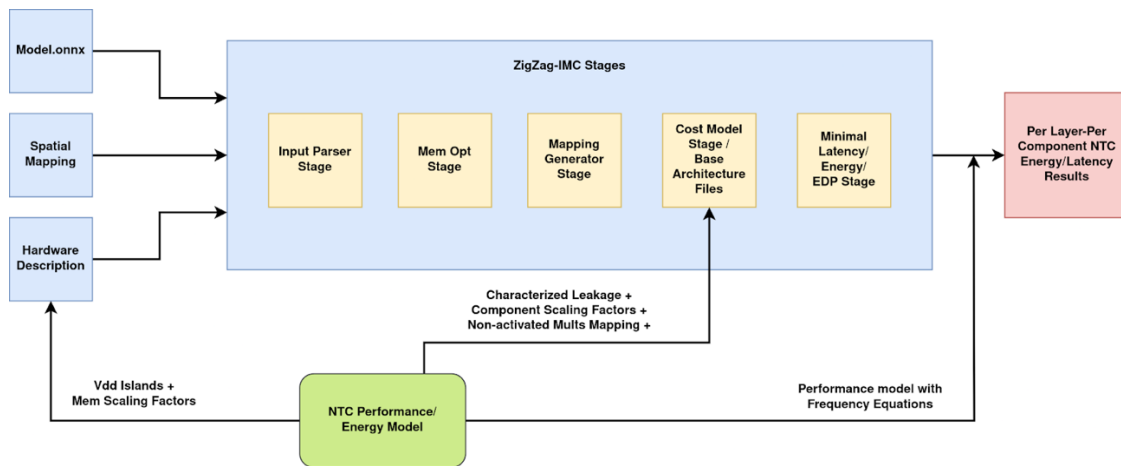 Model.onnx
Spatial
Mapping
Hardware
Description
ZigZag-IMC Stages
Input Parser
Stage
Mem Opt
Stage
Mapping
Generator
Stage
Cost Model
Stage /
Base
Architecture
Files
Minimal
Latency/
Energy/
EDP Stage
Per Layer-Per
Component NTC
Energy/Latency
Results
Characterized Leakage +
Component Scaling Factors +
Non-activated Mults Mapping +
Vdd Islands +
Mem Scaling Factors
NTC Performance/
Energy Model
Performance model with
Frequency Equations